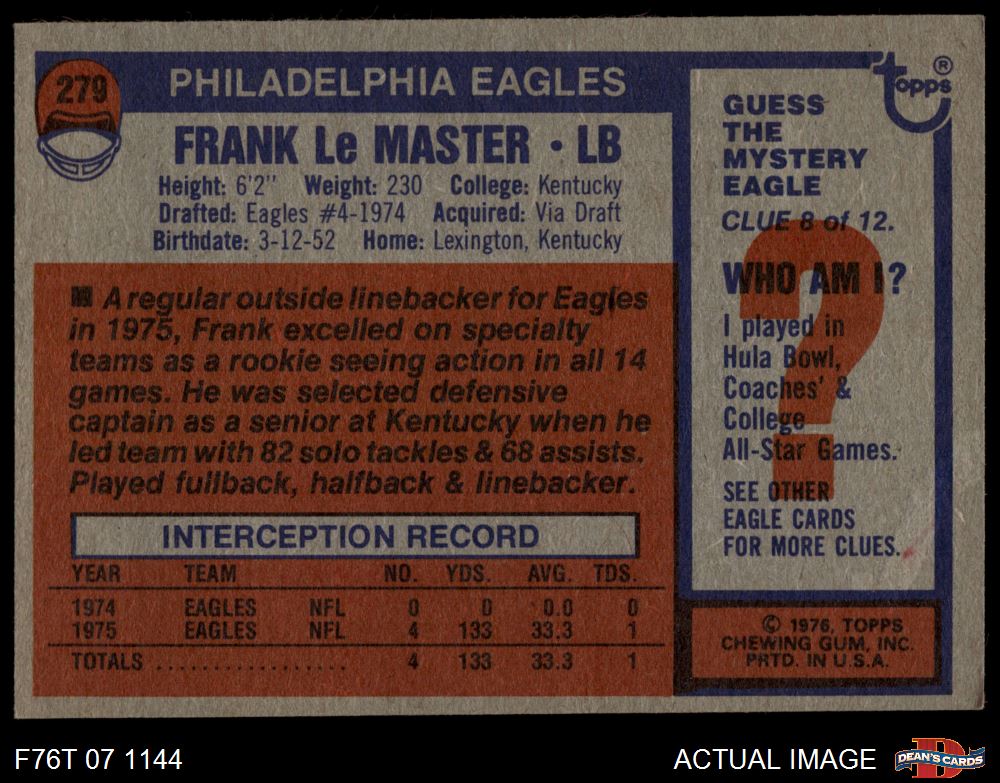 279
PHILADELPHIA EAGLES
FRANK Le MASTER • LB
Height: 6'2" Weight: 230 College: Kentucky
Drafted: Eagles #4-1974 Acquired: Via Draft
Birthdate: 3-12-52 Home: Lexington, Kentucky
■ A regular outside linebacker for Eagles
in 1975, Frank excelled on specialty
teams as a rookie seeing action in all 14
games. He was selected defensive
captain as a senior at Kentucky when he
led team with 82 solo tackles & 68 assists.
Played fullback, halfback & linebacker.
INTERCEPTION RECORD
YEAR TEAM NO. YDS. AVG. TDS.
1974 EAGLES NFL 0 0 0.0 0
1975 EAGLES NFL 4 133 33.3 1
TOTALS .................. 4 133 33.3 1
topps ®
GUESS
THE
MYSTERY
EAGLE
CLUE 8 of 12.
WHO AM I?
I played in
Hula Bowl,
Coaches' &
College
All-Star Games.
SEE OTHER
EAGLE CARDS
FOR MORE CLUES.
?
© 1976, TOPPS
CHEWING GUM, INC.
PRTD. IN U.S.A.
F76T 07 1144
ACTUAL IMAGE
D
DEAN'S CARDS